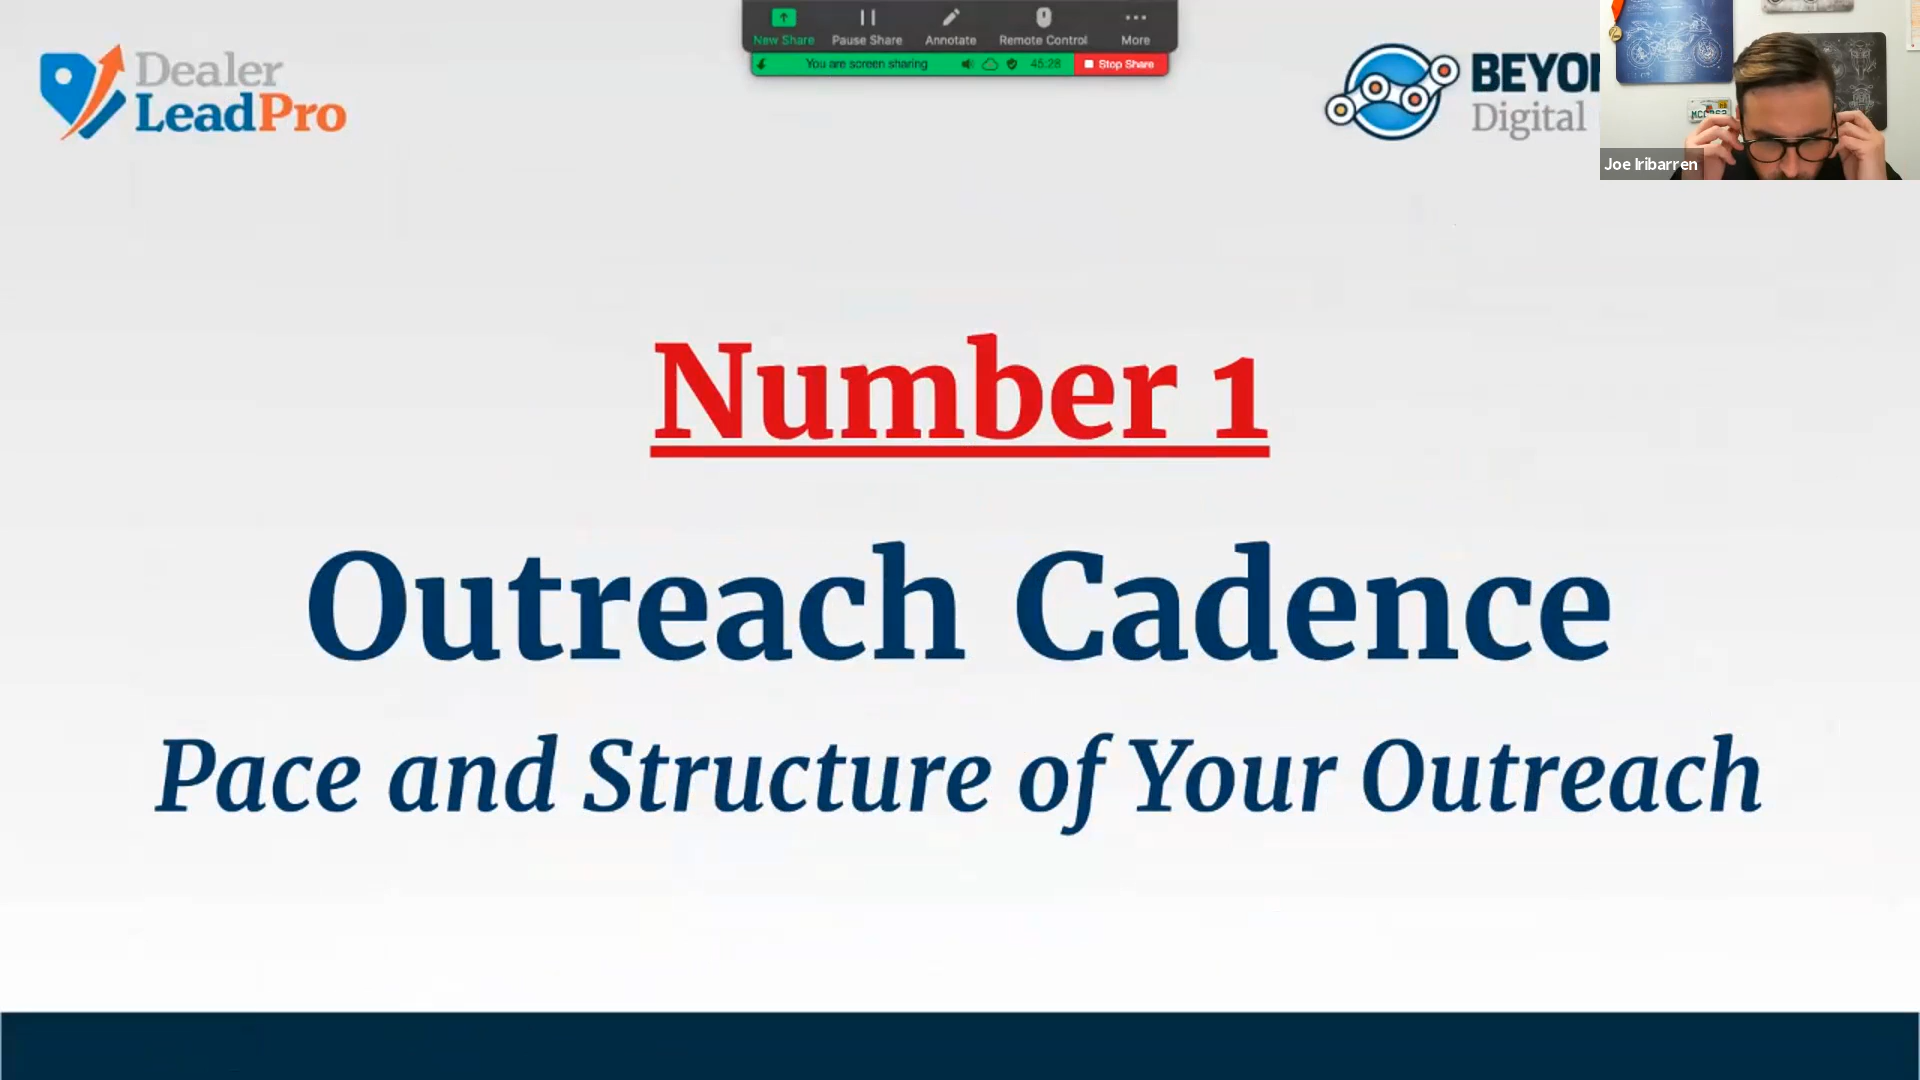 New Share
Pause Share
Annotate
Remote Control
More
You are screen sharing
45:28
Stop Share
Dealer
LeadPro
Digital
Joe Iribarren
Number 1
Outreach Cadence
Pace and Structure of Your Outreach